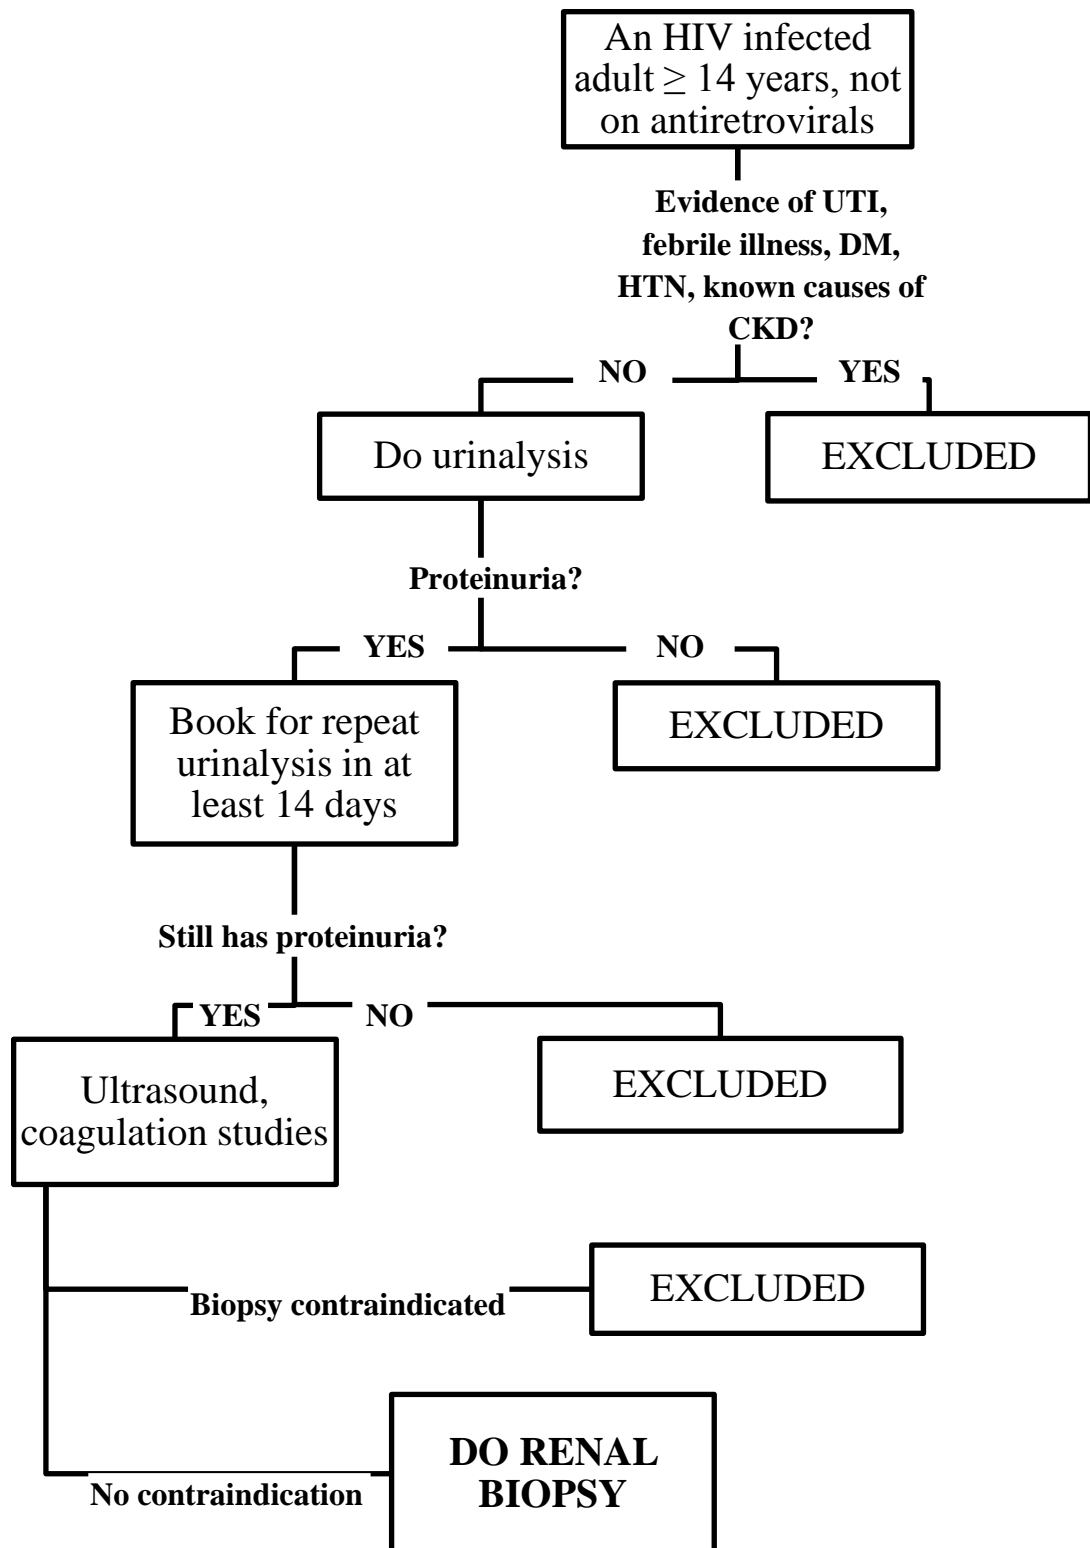 An HIV infected
adult ≥ 14 years, not
on antiretrovirals
Evidence of UTI,
febrile illness, DM,
HTN, known causes of
CKD?
NO
YES
Do urinalysis
EXCLUDED
Proteinuria?
YES
NO
Book for repeat
urinalysis in at
least 14 days
EXCLUDED
Still has proteinuria?
YES
NO
Ultrasound,
coagulation studies
EXCLUDED
Biopsy contraindicated
EXCLUDED
No contraindication
DO RENAL
BIOPSY